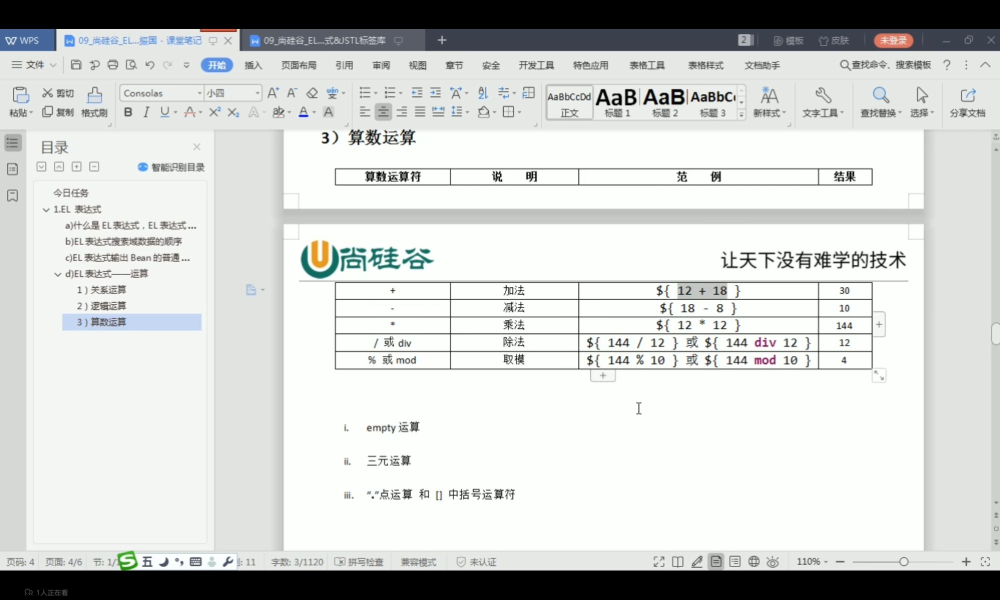 WPS 09_尚硅谷_EL...振国 - 课堂笔记 09_尚硅谷_EL...式&JSTL标签库 2 模板 皮肤 未登录
文件 开始 插入 页面布局 引用 审阅 视图 章节 安全 开发工具 特色应用 表格工具 表格样式 文档助手 查找命令、搜索模板
剪切 Consolas 小四 AaBbCcDd AaB AaB AaBbC
粘贴 复制 格式刷 正文 标题 1 标题 2 标题 3 新样式 文字工具 查找替换 选择 分享文档
目录
智能识别目录
今日任务
1.EL 表达式
a)什么是 EL 表达式，EL 表达式...
b)EL 表达式搜索域数据的顺序
c)EL 表达式输出 Bean 的普通...
d)EL 表达式——运算
1）关系运算
2）逻辑运算
3）算数运算
3）算数运算
算数运算符 说 明 范 例 结果
尚硅谷 让天下没有难学的技术
+ 加法 ${ 12 + 18 } 30
- 减法 ${ 18 - 8 } 10
* 乘法 ${ 12 * 12 } 144
/ 或 div 除法 ${ 144 / 12 } 或 ${ 144 div 12 } 12
% 或 mod 取模 ${ 144 % 10 } 或 ${ 144 mod 10 } 4
i. empty 运算
ii. 三元运算
iii. “.”点运算 和 [] 中括号运算符
页码: 4 页面: 4/6 节: 1/1 五 : 11 字数: 3/1120 拼写检查 兼容模式 未认证 110%
1人正在看